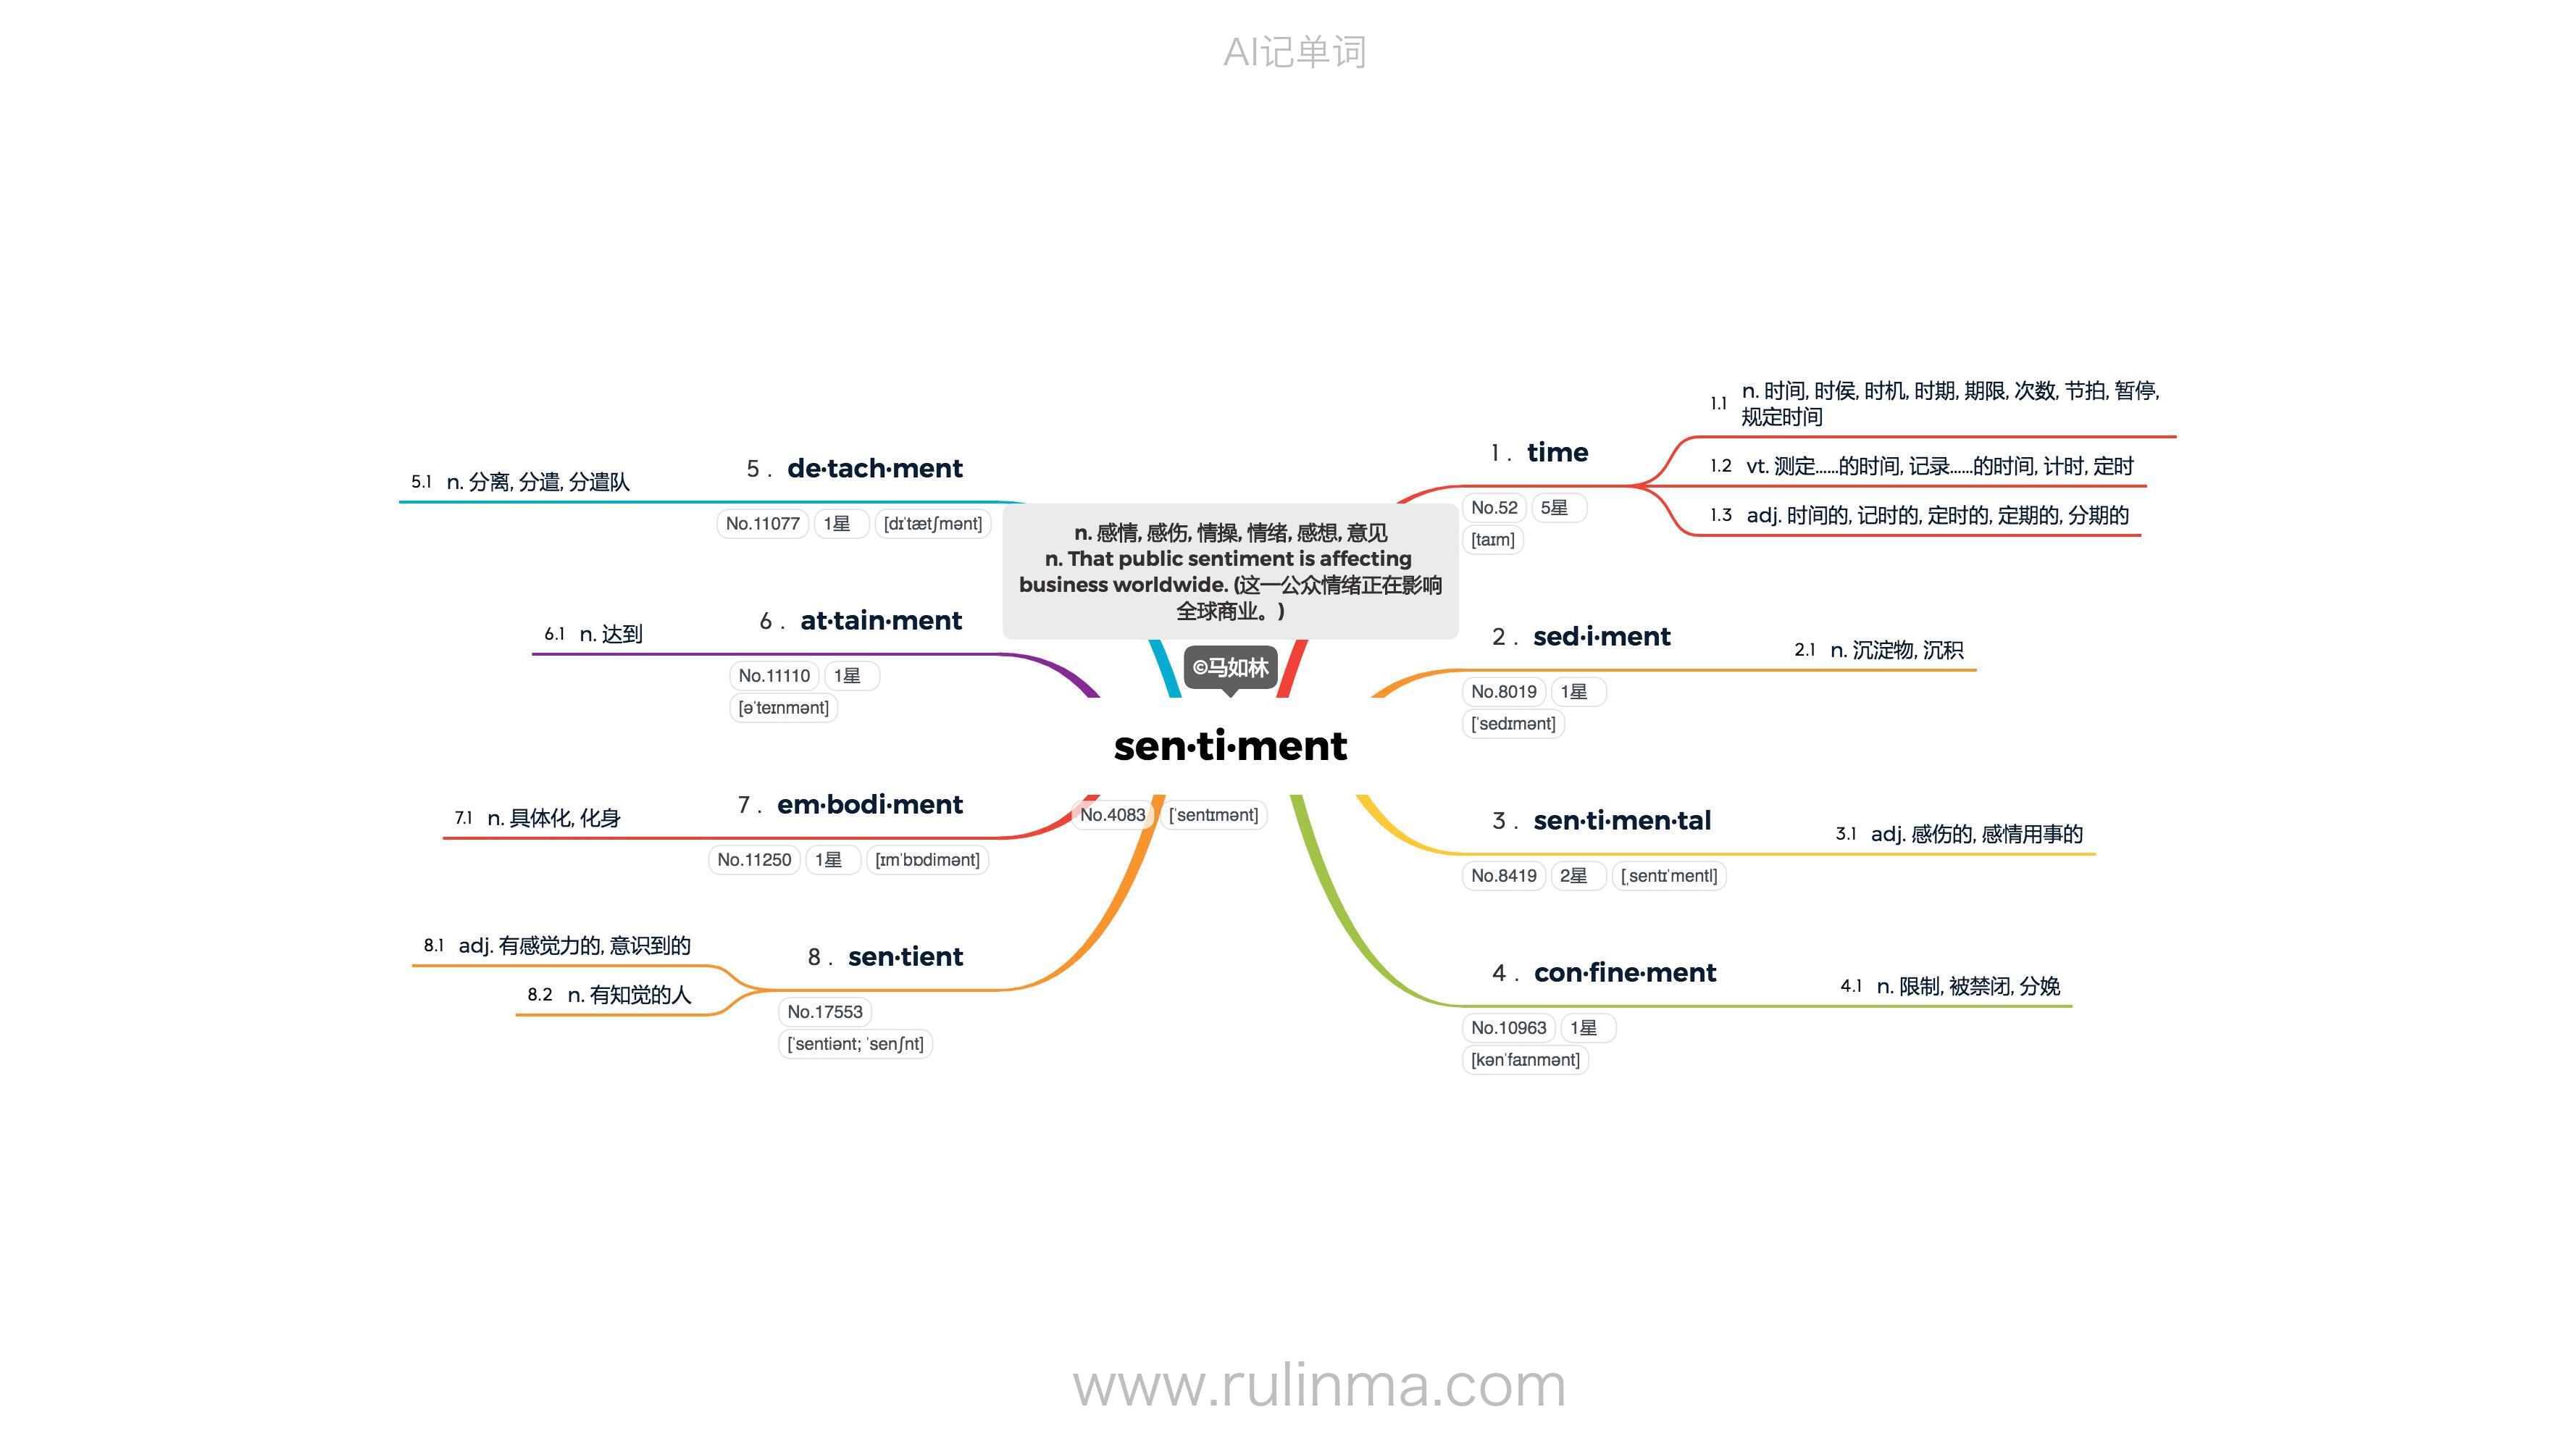 AI记单词
n. 感情, 感伤, 情操, 情绪, 感想, 意见
n. That public sentiment is affecting
business worldwide. (这一公众情绪正在影响
全球商业。)
©马如林
sen·ti·ment
No.4083 [ˈsentɪmənt]
1 . time
No.52 5星
[taɪm]
1.1 n. 时间, 时侯, 时机, 时期, 期限, 次数, 节拍, 暂停,
规定时间
1.2 vt. 测定......的时间, 记录......的时间, 计时, 定时
1.3 adj. 时间的, 记时的, 定时的, 定期的, 分期的
2 . sed·i·ment
No.8019 1星
[ˈsedɪmənt]
2.1 n. 沉淀物, 沉积
3 . sen·ti·men·tal
No.8419 2星 [ˌsentɪˈmentl]
3.1 adj. 感伤的, 感情用事的
4 . con·fine·ment
No.10963 1星
[kənˈfaɪnmənt]
4.1 n. 限制, 被禁闭, 分娩
5 . de·tach·ment
No.11077 1星 [dɪˈtætʃmənt]
5.1 n. 分离, 分遣, 分遣队
6 . at·tain·ment
No.11110 1星
[əˈteɪnmənt]
6.1 n. 达到
7 . em·bodi·ment
No.11250 1星 [ɪmˈbɒdimənt]
7.1 n. 具体化, 化身
8 . sen·tient
No.17553
[ˈsentiənt; ˈsenʃnt]
8.1 adj. 有感觉力的, 意识到的
8.2 n. 有知觉的人
www.rulinma.com